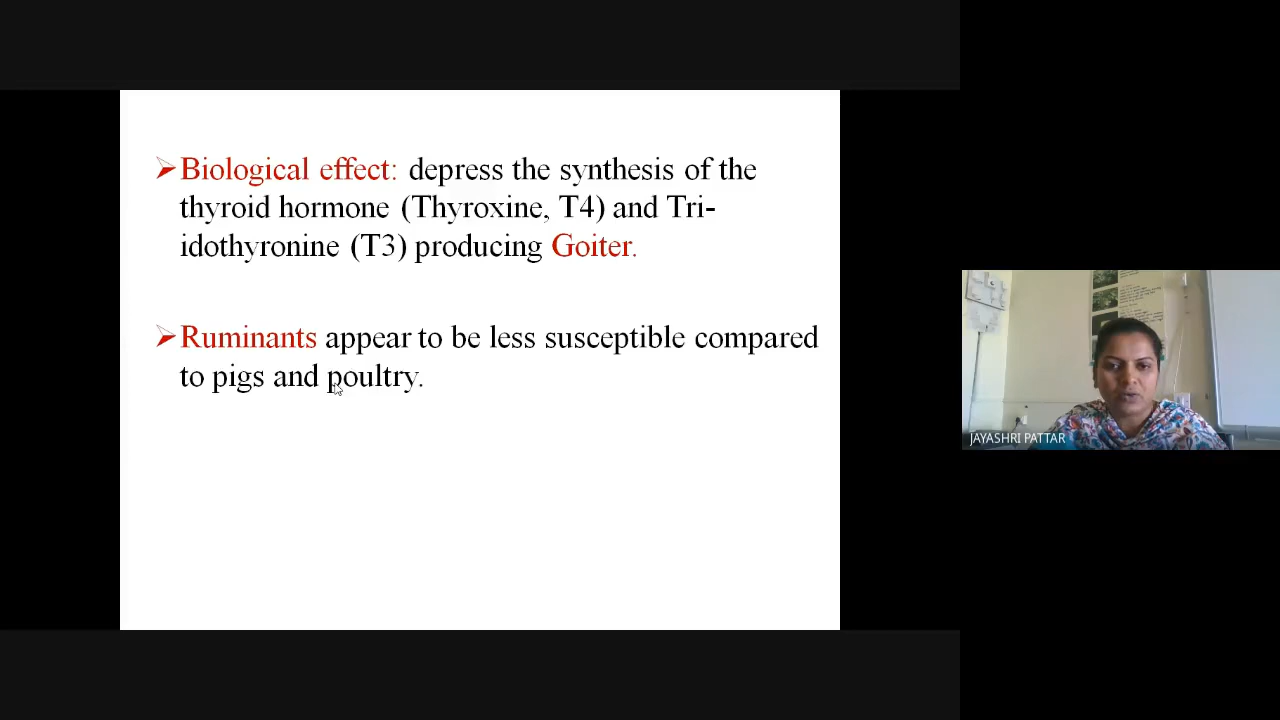 ➢Biological effect: depress the synthesis of the
thyroid hormone (Thyroxine, T4) and Tri-
idothyronine (T3) producing Goiter.
➢Ruminants appear to be less susceptible compared
to pigs and poultry.
JAYASHRI PATTAR